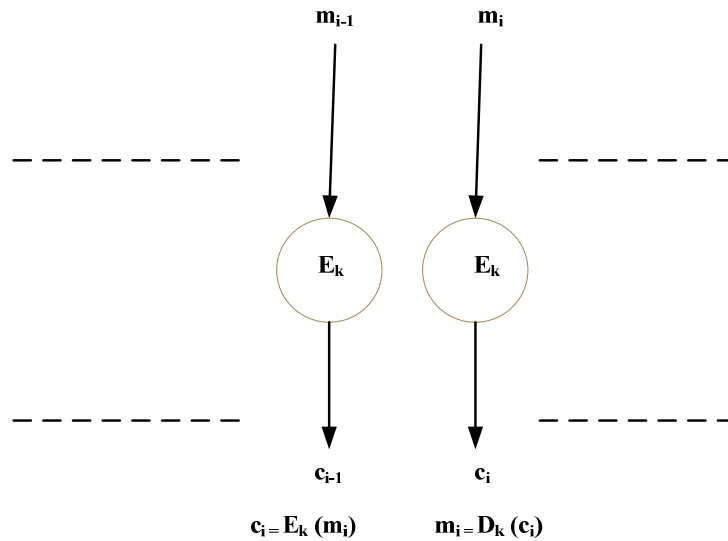 mᵢ₋₁ mᵢ
Eₖ Eₖ
cᵢ₋₁ cᵢ
cᵢ = Eₖ (mᵢ) mᵢ = Dₖ (cᵢ)